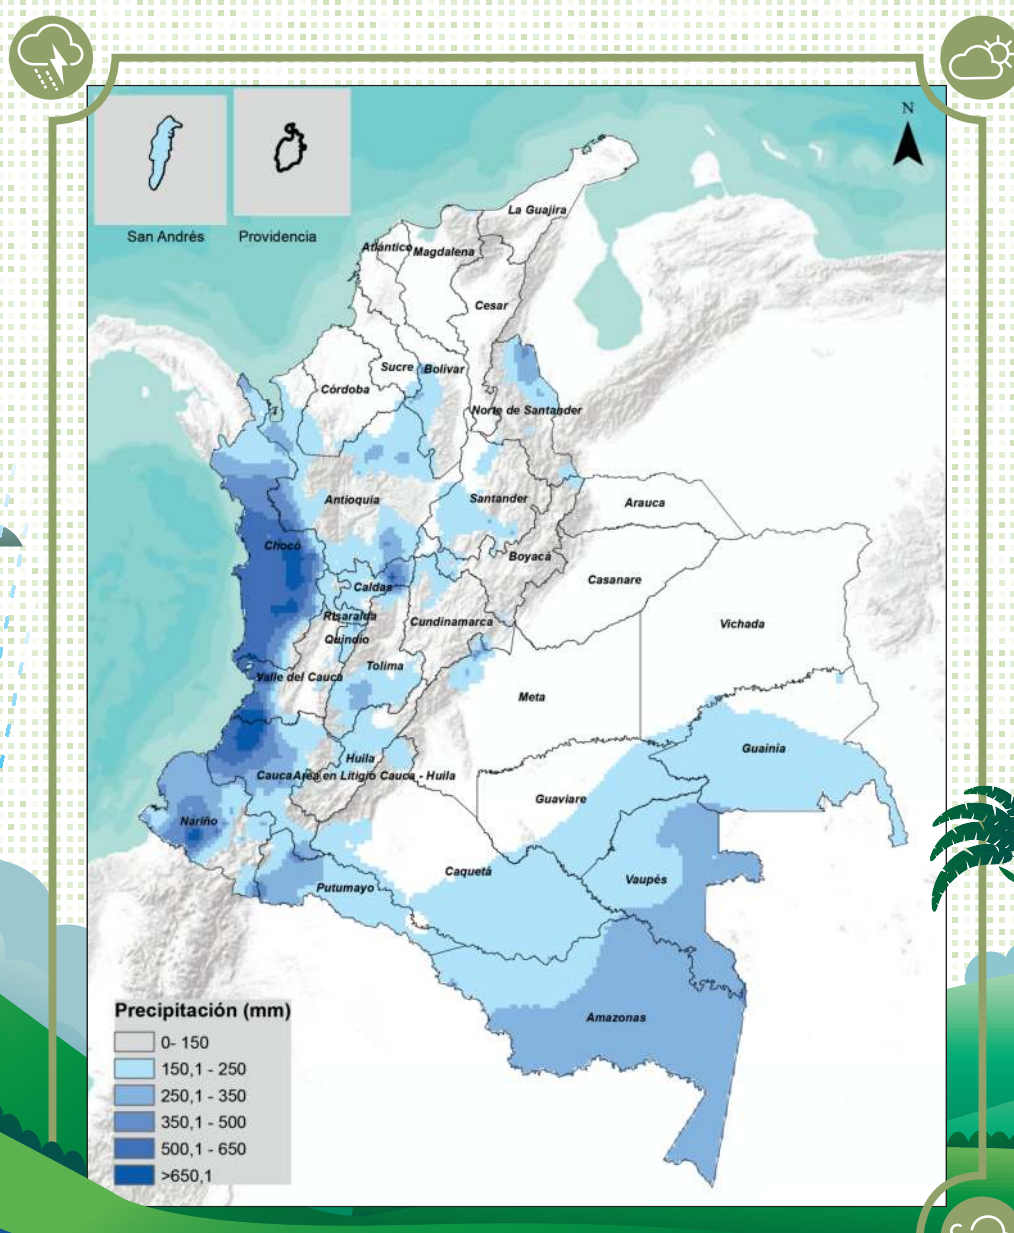 N
San Andrés
Providencia
La Guajira
Atlántico
Magdalena
Cesar
Sucre
Bolívar
Córdoba
Norte de Santander
Antioquia
Santander
Arauca
Chocó
Boyacá
Casanare
Caldas
Risaralda
Cundinamarca
Vichada
Quindío
Tolima
Valle del Cauca
Meta
Guainía
Huila
Cauca
Area en Litigio Cauca - Huila
Guaviare
Nariño
Caquetá
Vaupés
Putumayo
Amazonas
Precipitación (mm)
0- 150
150,1 - 250
250,1 - 350
350,1 - 500
500,1 - 650
>650,1